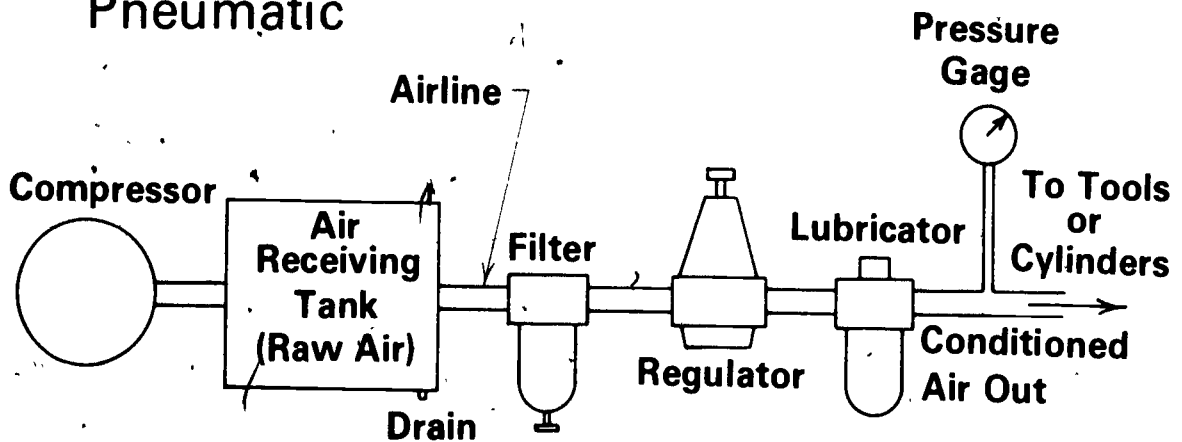 Pneumatic
Pressure
Gage
Airline
Compressor
Air
Receiving
Tank
(Raw Air)
Drain
Filter
Regulator
Lubricator
To Tools
or
Cylinders
Conditioned
Air Out